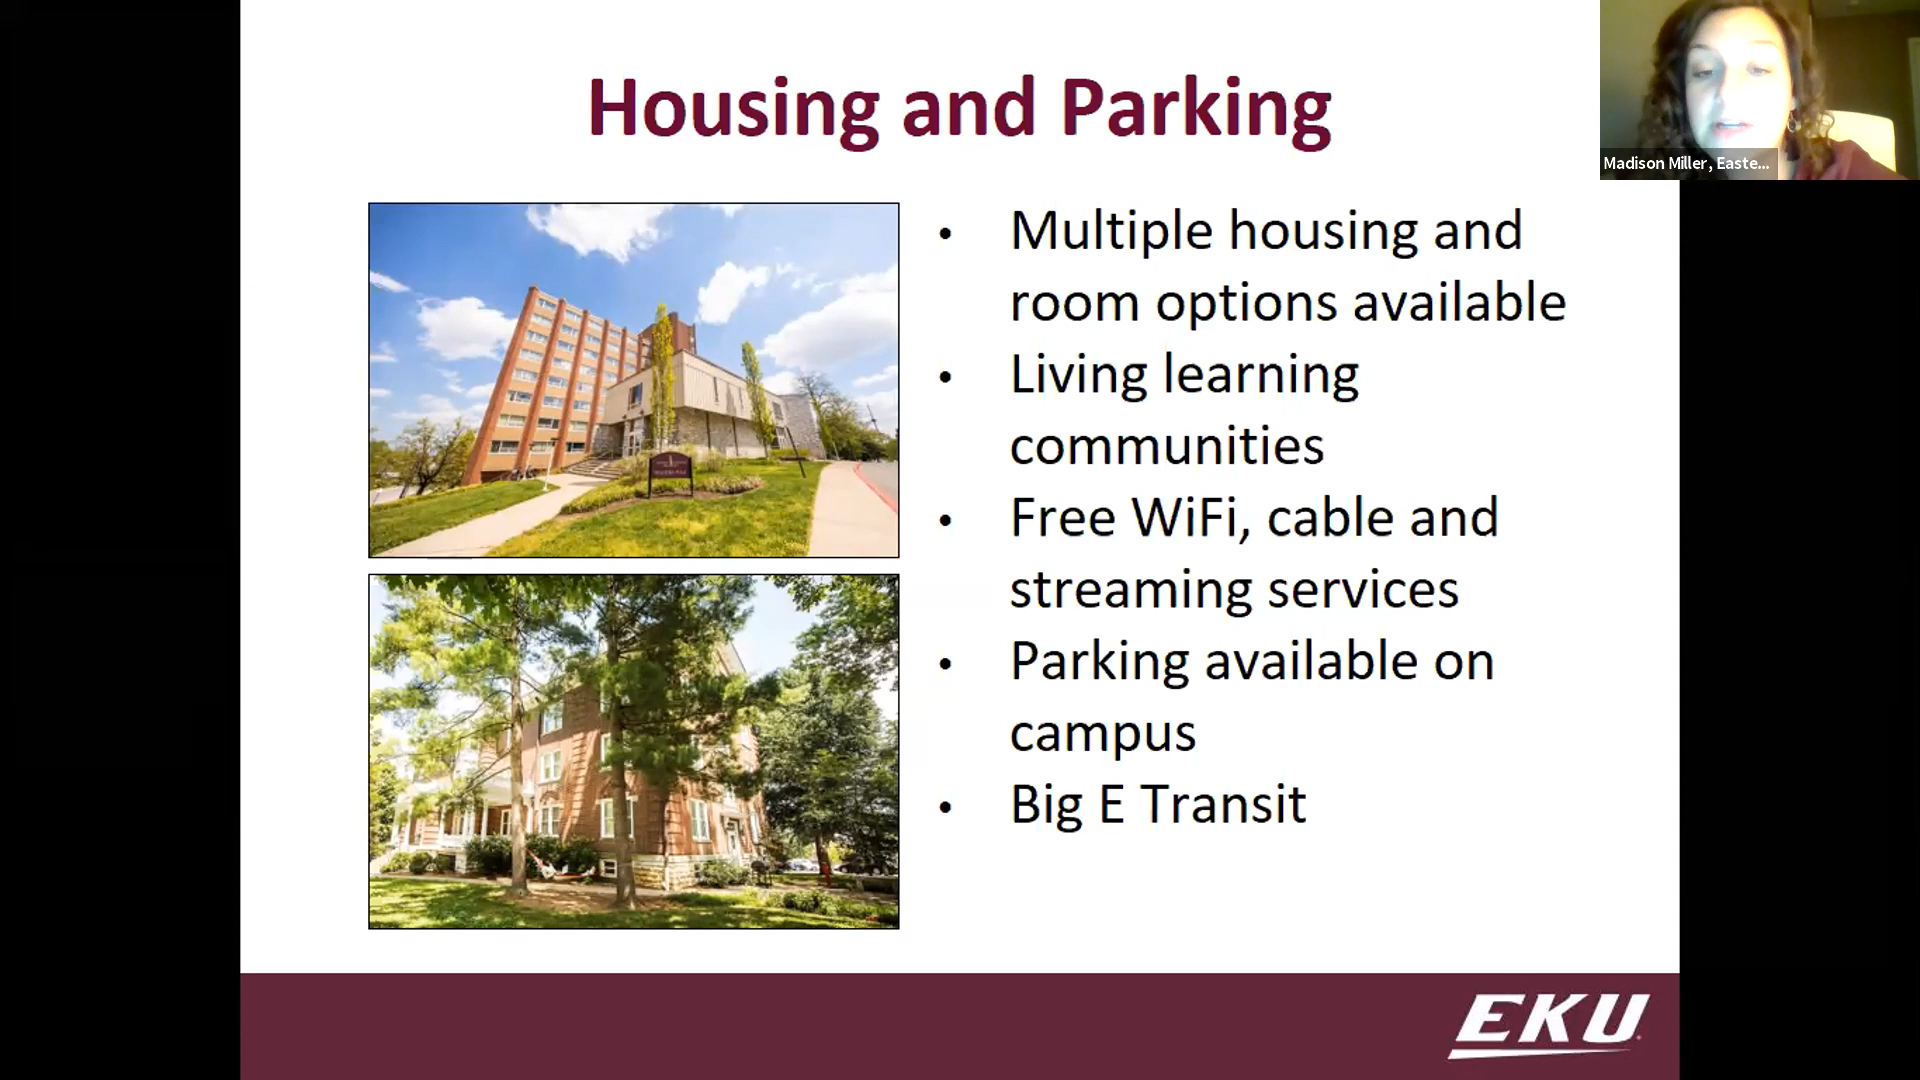 Housing and Parking
Madison Miller, Easte...
• Multiple housing and
room options available
• Living learning
communities
• Free WiFi, cable and
streaming services
• Parking available on
campus
• Big E Transit
EKU